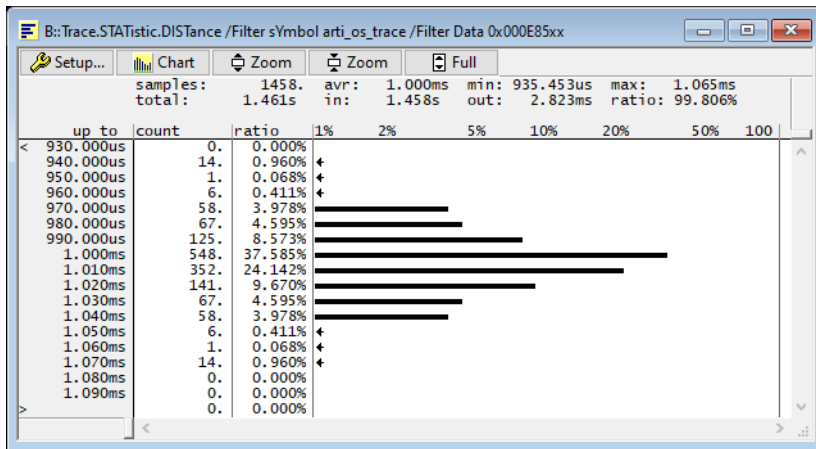 B::Trace.STATistic.DISTance /Filter sYmbol arti_os_trace /Filter Data 0x000E85xx
Setup... Chart Zoom Zoom Full
samples: 1458. avr: 1.000ms min: 935.453us max: 1.065ms
total: 1.461s in: 1.458s out: 2.823ms ratio: 99.806%
up to count ratio 1% 2% 5% 10% 20% 50% 100
< 930.000us 0. 0.000%
940.000us 14. 0.960%
950.000us 1. 0.068%
960.000us 6. 0.411%
970.000us 58. 3.978%
980.000us 67. 4.595%
990.000us 125. 8.573%
1.000ms 548. 37.585%
1.010ms 352. 24.142%
1.020ms 141. 9.670%
1.030ms 67. 4.595%
1.040ms 58. 3.978%
1.050ms 6. 0.411%
1.060ms 1. 0.068%
1.070ms 14. 0.960%
1.080ms 0. 0.000%
1.090ms 0. 0.000%
> 0. 0.000%